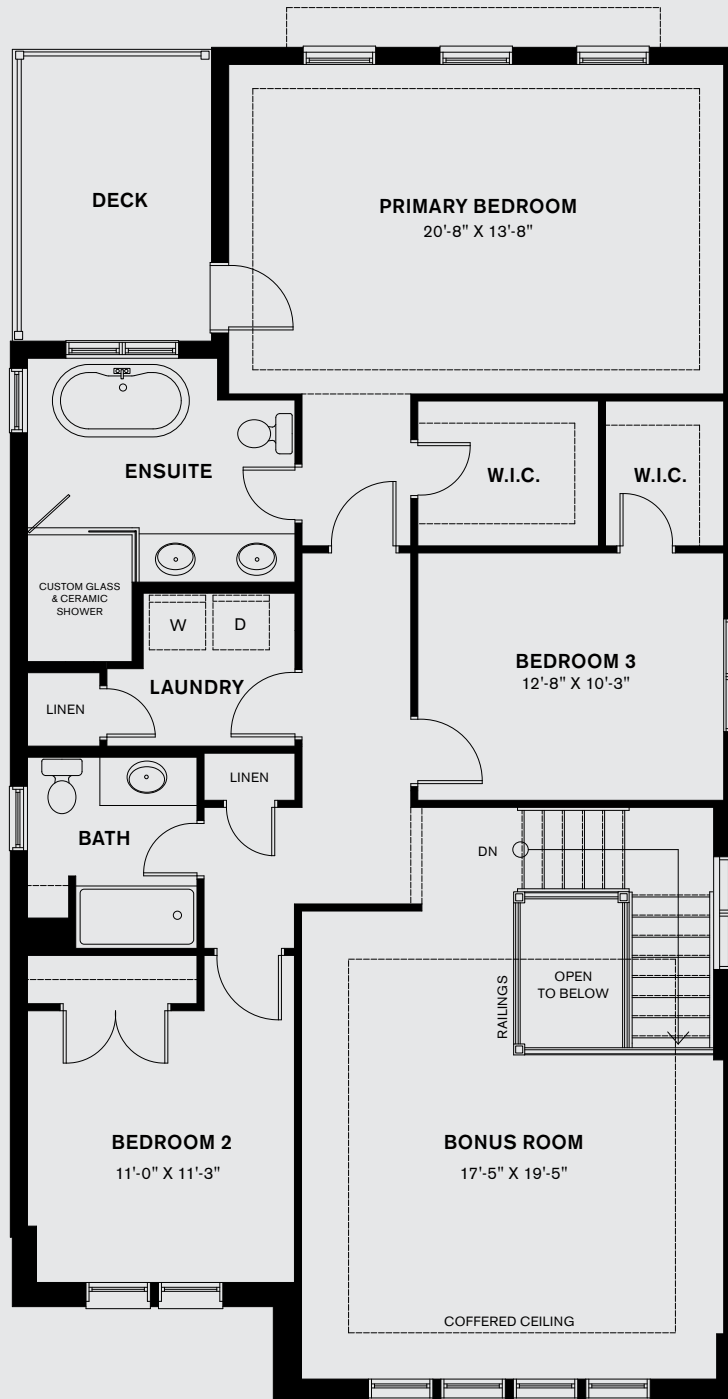 DECK
PRIMARY BEDROOM
20'-8" X 13'-8"
ENSUITE
W.I.C.
W.I.C.
CUSTOM GLASS
& CERAMIC
SHOWER
W
D
LAUNDRY
BEDROOM 3
12'-8" X 10'-3"
LINEN
LINEN
BATH
DN
RAILINGS
OPEN
TO BELOW
BEDROOM 2
11'-0" X 11'-3"
BONUS ROOM
17'-5" X 19'-5"
COFFERED CEILING